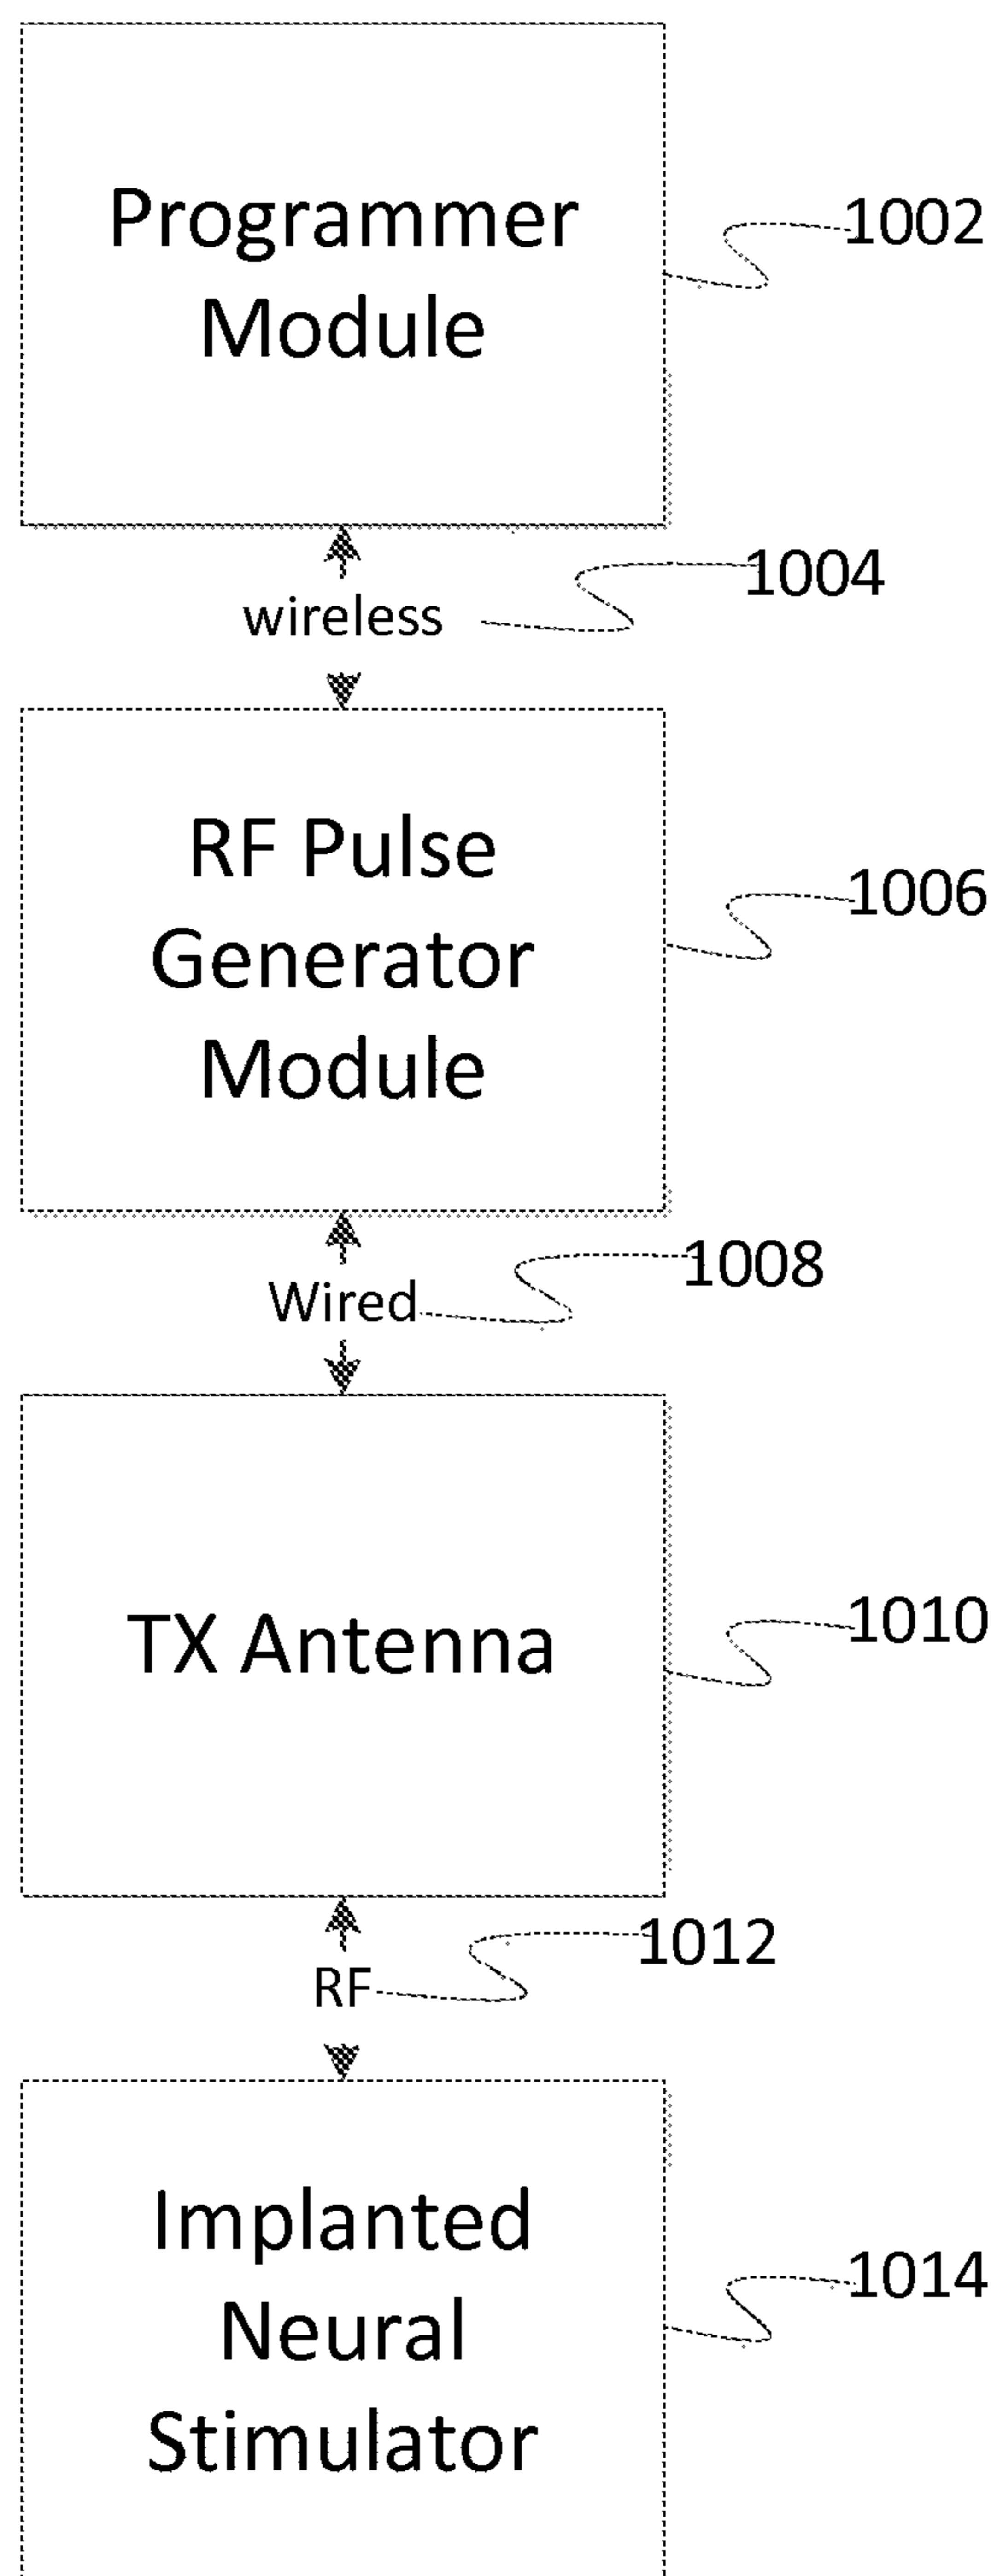 Programmer
Module
1002
wireless
1004
RF Pulse
Generator
Module
1006
Wired
1008
TX Antenna
1010
RF
1012
Implanted
Neural
Stimulator
1014